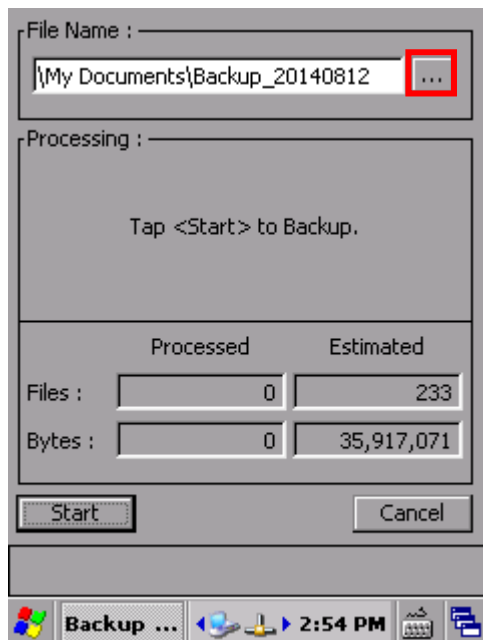 File Name :
\My Documents\Backup_20140812 ...
Processing :
Tap <Start> to Backup.
Processed Estimated
Files : 0 233
Bytes : 0 35,917,071
Start Cancel
Backup ... 2:54 PM